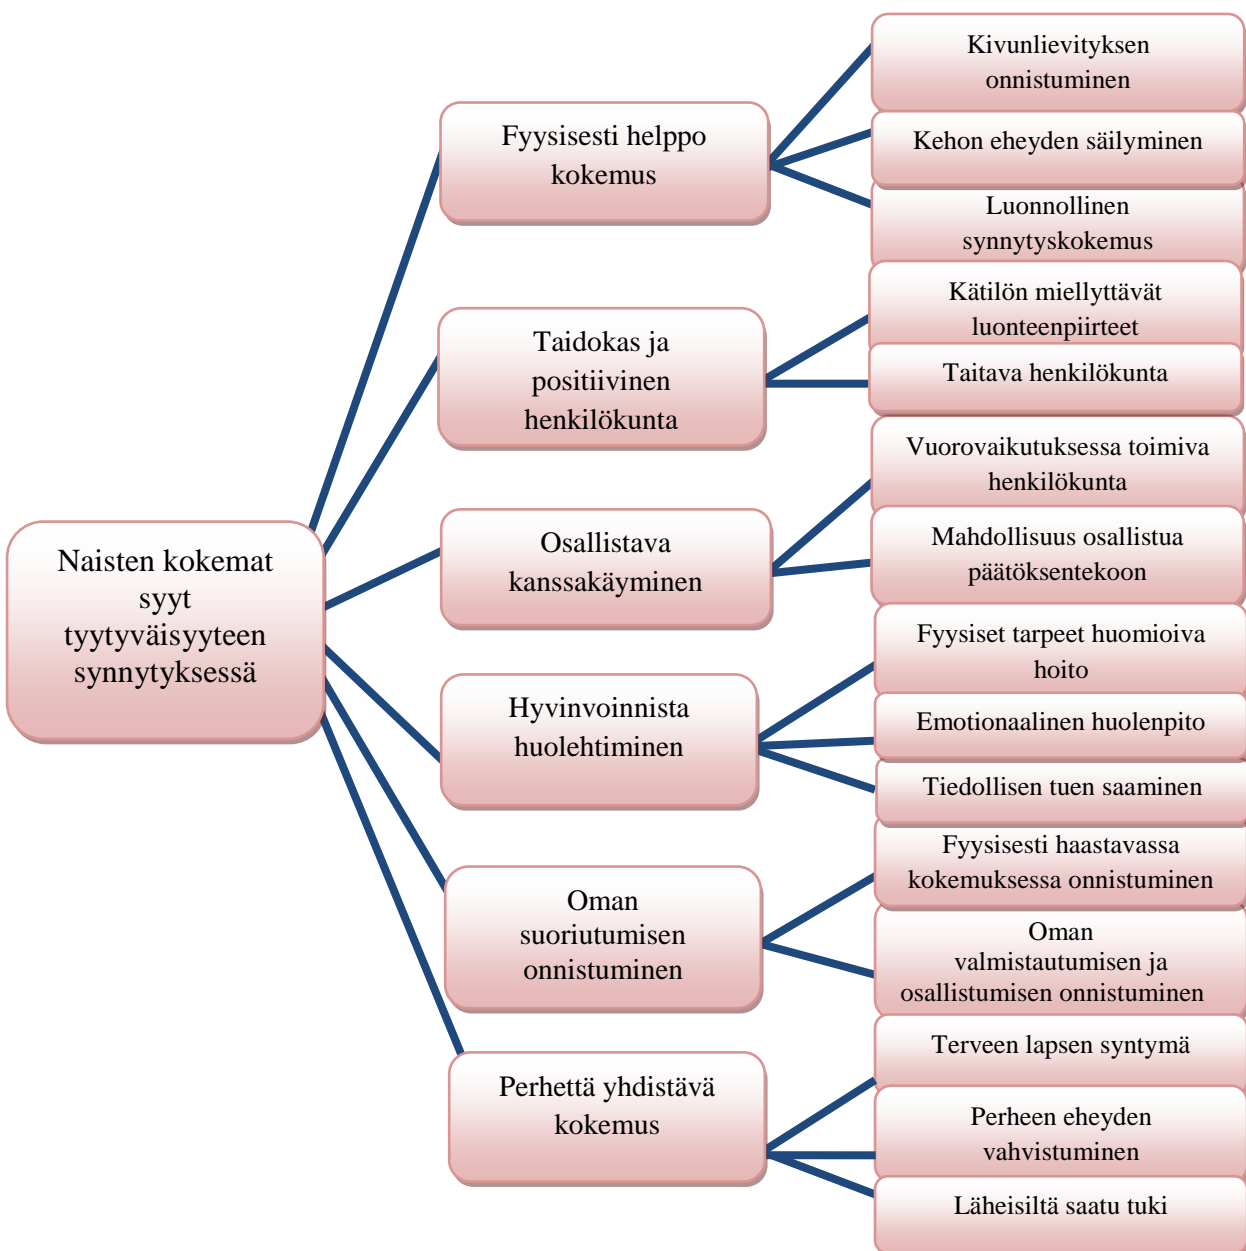 Naisten kokemat
syyt
tyytyväisyyteen
synnytyksessä
Fyysisesti helppo
kokemus
Kivunlievityksen
onnistuminen
Kehon eheyden säilyminen
Luonnollinen
synnytyskokemus
Taidokas ja
positiivinen
henkilökunta
Kätilön miellyttävät
luonteenpiirteet
Taitava henkilökunta
Osallistava
kanssakäyminen
Vuorovaikutuksessa toimiva
henkilökunta
Mahdollisuus osallistua
päätöksentekoon
Hyvinvoinnista
huolehtiminen
Fyysiset tarpeet huomioiva
hoito
Emotionaalinen huolenpito
Tiedollisen tuen saaminen
Oman
suoriutumisen
onnistuminen
Fyysisesti haastavassa
kokemuksessa onnistuminen
Oman
valmistautumisen ja
osallistumisen onnistuminen
Perhettä yhdistävä
kokemus
Terveen lapsen syntymä
Perheen eheyden
vahvistuminen
Läheisiltä saatu tuki